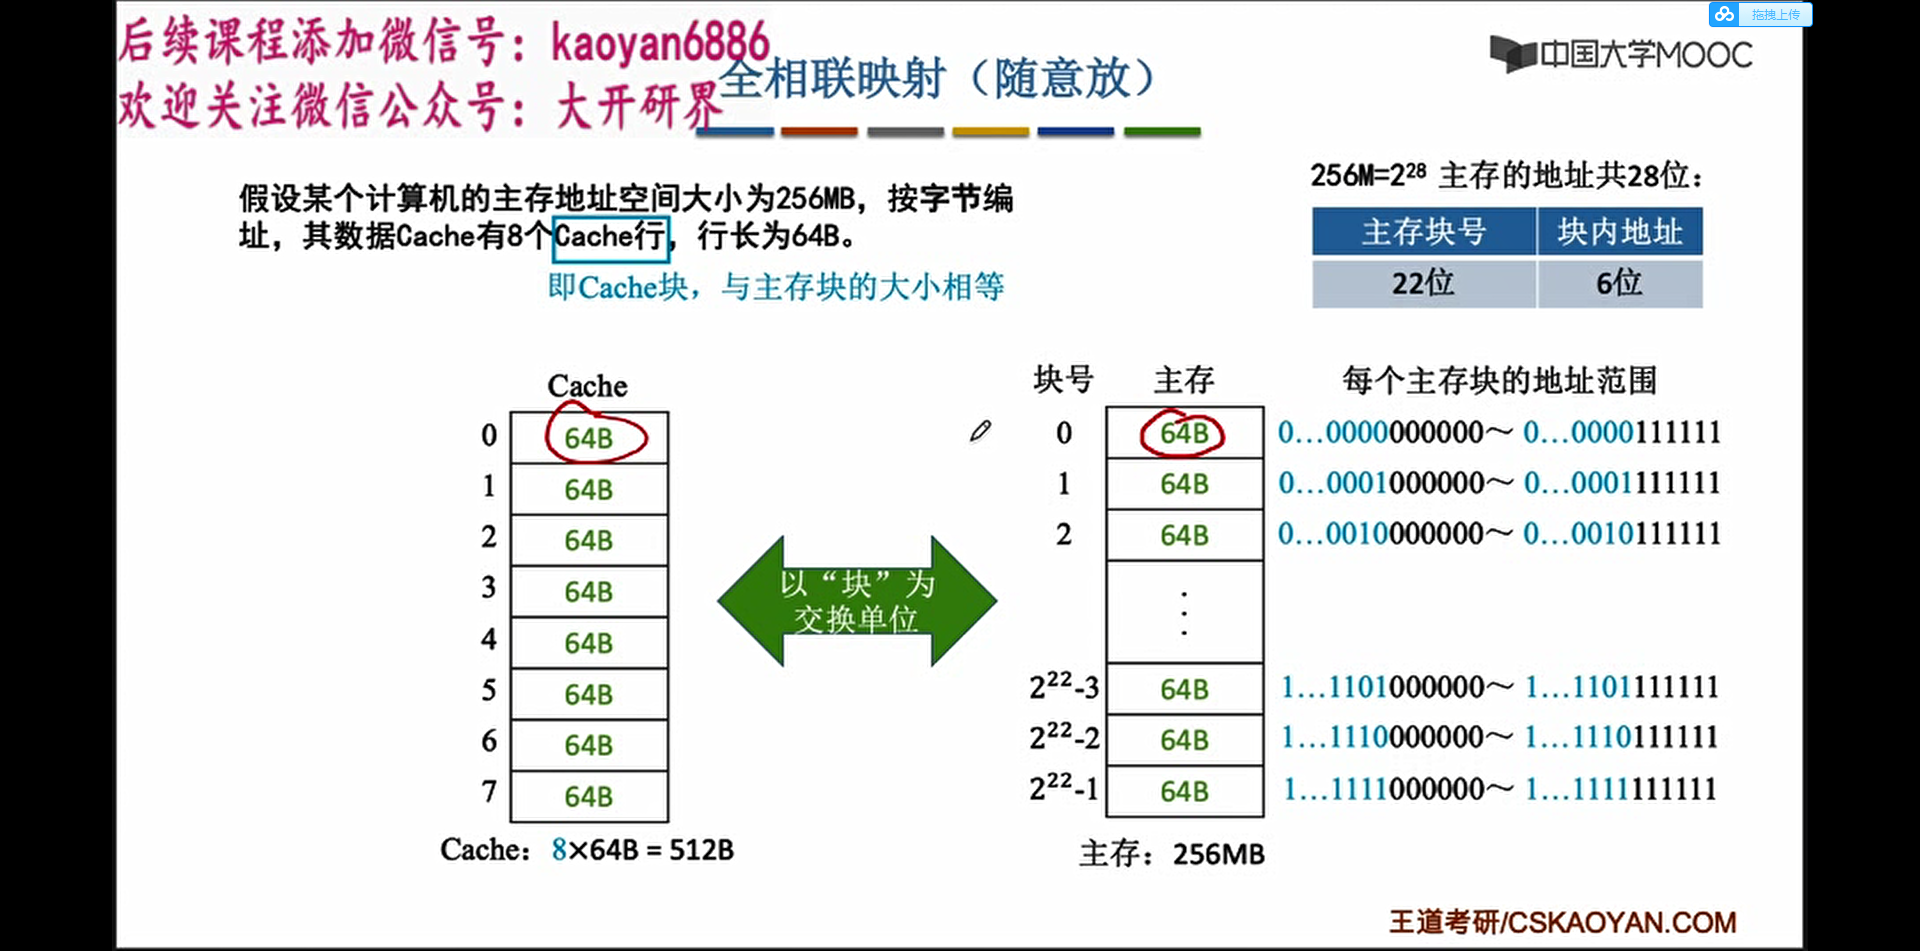 拖拽上传
后续课程添加微信号：kaoyan6886
欢迎关注微信公众号：大开研界
全相联映射（随意放）
中国大学MOOC
假设某个计算机的主存地址空间大小为256MB，按字节编
址，其数据Cache有8个Cache行，行长为64B。
即Cache块，与主存块的大小相等
256M=2²⁸ 主存的地址共28位：
主存块号 块内地址
22位 6位
Cache
0 64B
1 64B
2 64B
3 64B
4 64B
5 64B
6 64B
7 64B
Cache：8×64B = 512B
以“块”为
交换单位
块号 主存 每个主存块的地址范围
0 64B 0…0000000000～ 0…0000111111
1 64B 0…0001000000～ 0…0001111111
2 64B 0…0010000000～ 0…0010111111
⋮
2²²-3 64B 1…1101000000～ 1…1101111111
2²²-2 64B 1…1110000000～ 1…1110111111
2²²-1 64B 1…1111000000～ 1…1111111111
主存：256MB
王道考研/CSKAOYAN.COM